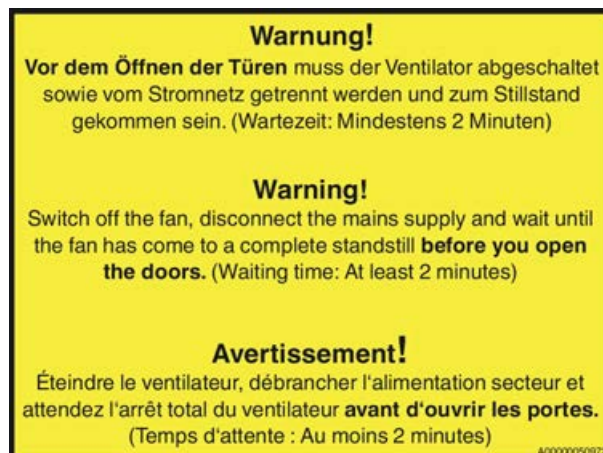 Warnung!
Vor dem Öffnen der Türen muss der Ventilator abgeschaltet
sowie vom Stromnetz getrennt werden und zum Stillstand
gekommen sein. (Wartezeit: Mindestens 2 Minuten)
Warning!
Switch off the fan, disconnect the mains supply and wait until
the fan has come to a complete standstill before you open
the doors. (Waiting time: At least 2 minutes)
Avertissement!
Éteindre le ventilateur, débrancher l'alimentation secteur et
attendez l'arrêt total du ventilateur avant d'ouvrir les portes.
(Temps d'attente : Au moins 2 minutes)